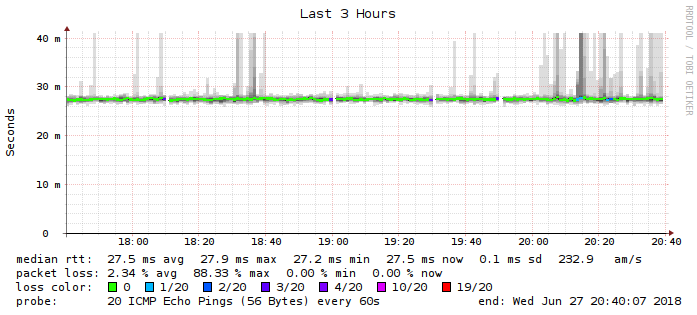 Last 3 Hours
RRDTOOL / TOBI OETIKER
Seconds
40 m
30 m
20 m
10 m
0
18:00 18:20 18:40 19:00 19:20 19:40 20:00 20:20 20:40
median rtt: 27.5 ms avg 27.9 ms max 27.2 ms min 27.5 ms now 0.1 ms sd 232.9 am/s
packet loss: 2.34 % avg 88.33 % max 0.00 % min 0.00 % now
loss color: 0 1/20 2/20 3/20 4/20 10/20 19/20
probe: 20 ICMP Echo Pings (56 Bytes) every 60s end: Wed Jun 27 20:40:07 2018